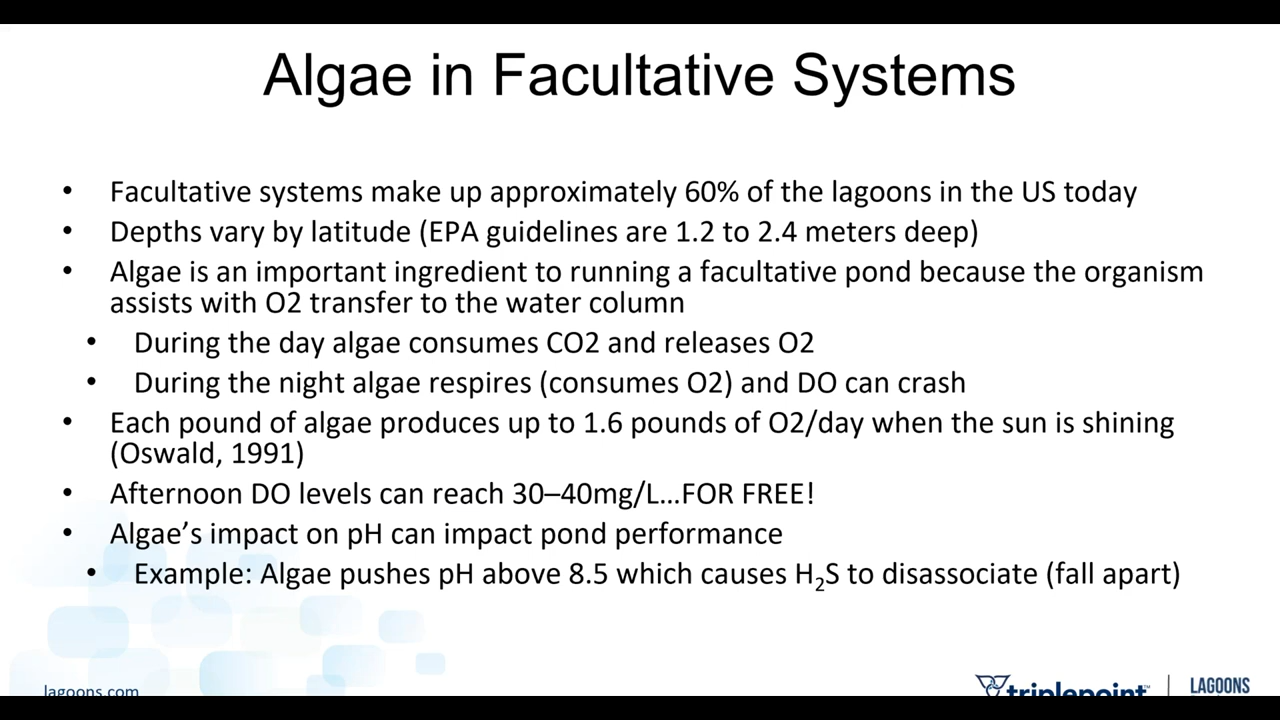 Algae in Facultative Systems
• Facultative systems make up approximately 60% of the lagoons in the US today
• Depths vary by latitude (EPA guidelines are 1.2 to 2.4 meters deep)
• Algae is an important ingredient to running a facultative pond because the organism
assists with O2 transfer to the water column
• During the day algae consumes CO2 and releases O2
• During the night algae respires (consumes O2) and DO can crash
• Each pound of algae produces up to 1.6 pounds of O2/day when the sun is shining
(Oswald, 1991)
• Afternoon DO levels can reach 30–40mg/L…FOR FREE!
• Algae’s impact on pH can impact pond performance
• Example: Algae pushes pH above 8.5 which causes H₂S to disassociate (fall apart)
lagoons.com
triplepoint™ | LAGOONS